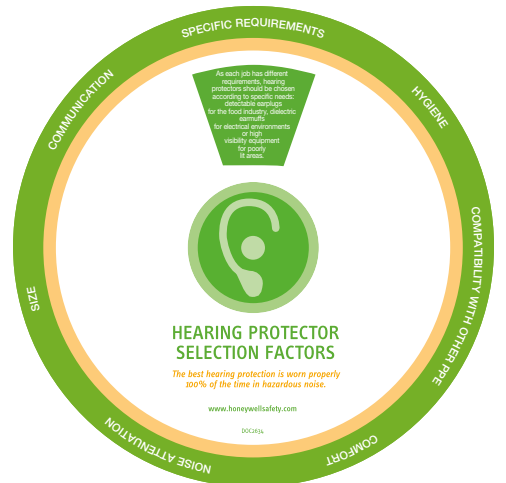 SPECIFIC REQUIREMENTS
HYGIENE
COMPATIBILITY WITH OTHER PPE
COMFORT
NOISE ATTENUATION
SIZE
COMMUNICATION
As each job has different
requirements, hearing
protectors should be chosen
according to specific needs:
detectable earplugs
for the food industry, dielectric
earmuffs
for electrical environments
or high
visibility equipment
for poorly
lit areas.
HEARING PROTECTOR
SELECTION FACTORS
The best hearing protection is worn properly
100% of the time in hazardous noise.
www.honeywellsafety.com
DOC2634